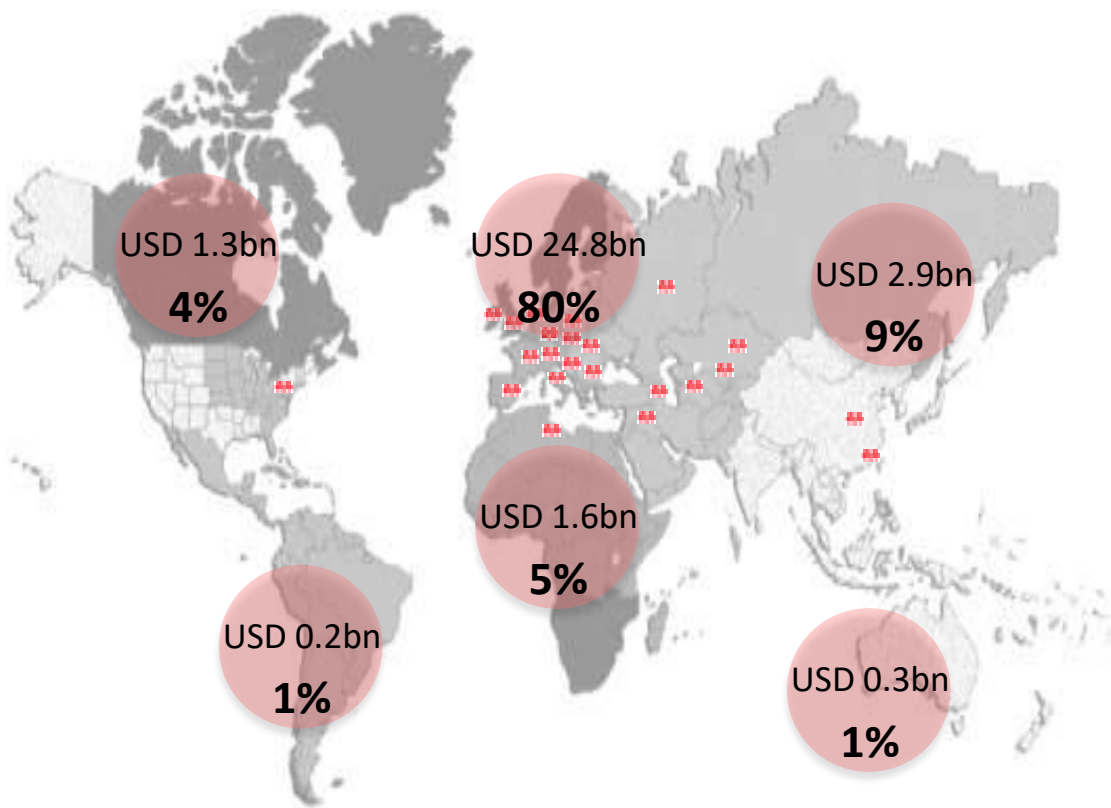 USD 1.3bn
4%
USD 24.8bn
80%
USD 2.9bn
9%
USD 1.6bn
5%
USD 0.2bn
1%
USD 0.3bn
1%